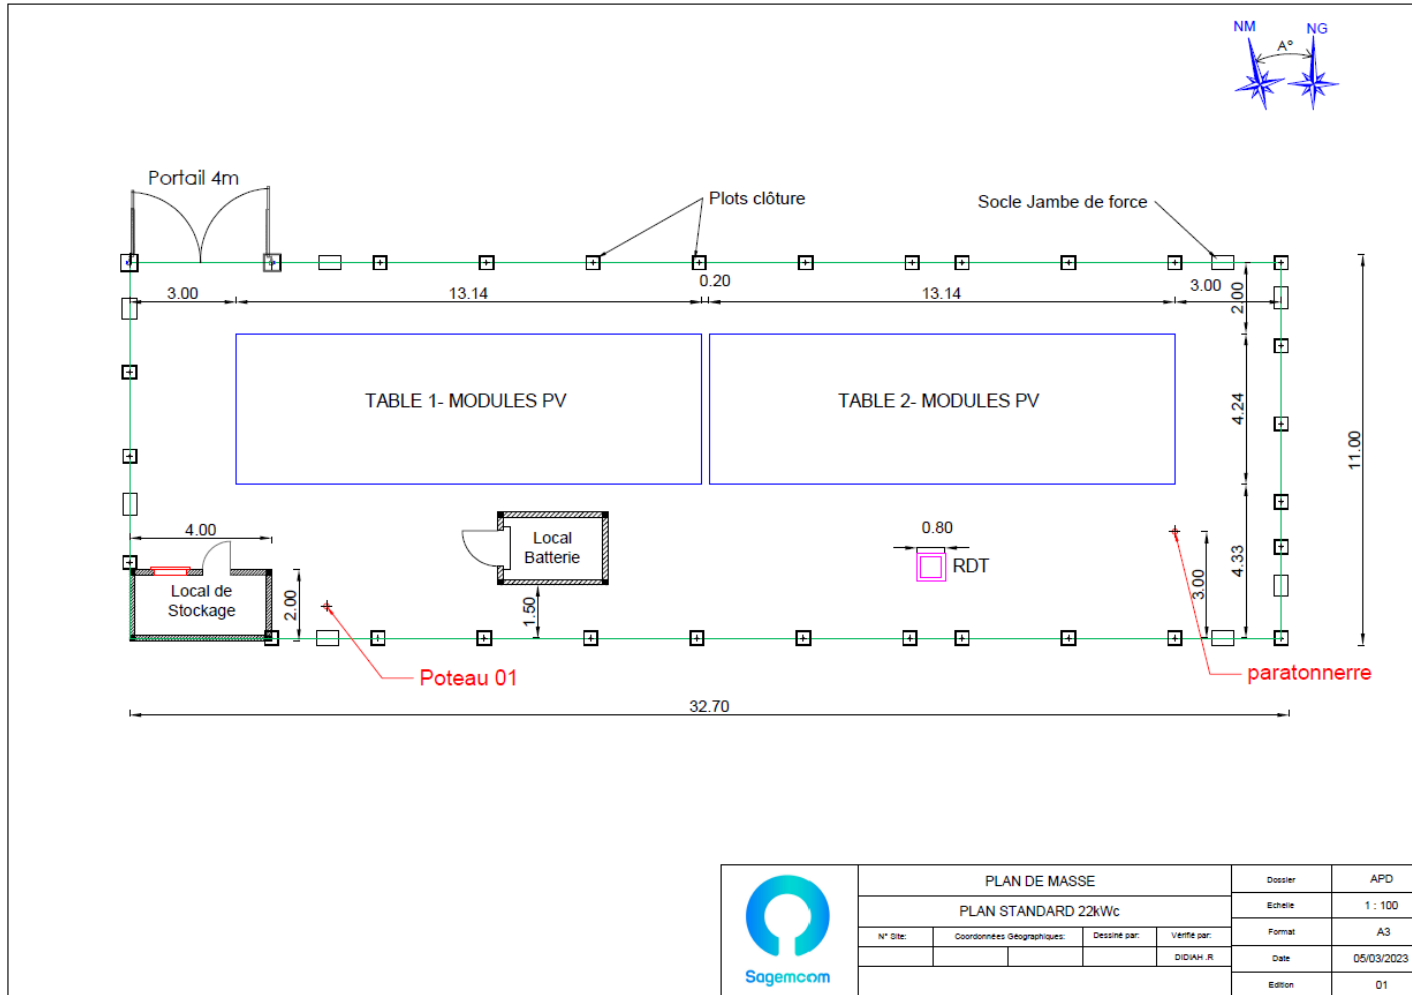 NM
NG
A°
Portail 4m
Plots clôture
Socle Jambe de force
3.00
13.14
0.20
13.14
3.00
2.00
TABLE 1- MODULES PV
TABLE 2- MODULES PV
4.24
11.00
4.00
Local
Batterie
0.80
RDT
4.33
3.00
Local de
Stockage
2.00
1.50
Poteau 01
paratonnerre
32.70
Sagemcom
PLAN DE MASSE
PLAN STANDARD 22kWc
N° Site:
Coordonnées Géographiques:
Dessiné par:
Vérifié par:
DIDIAH .R
Dossier
APD
Echelle
1 : 100
Format
A3
Date
05/03/2023
Edition
01